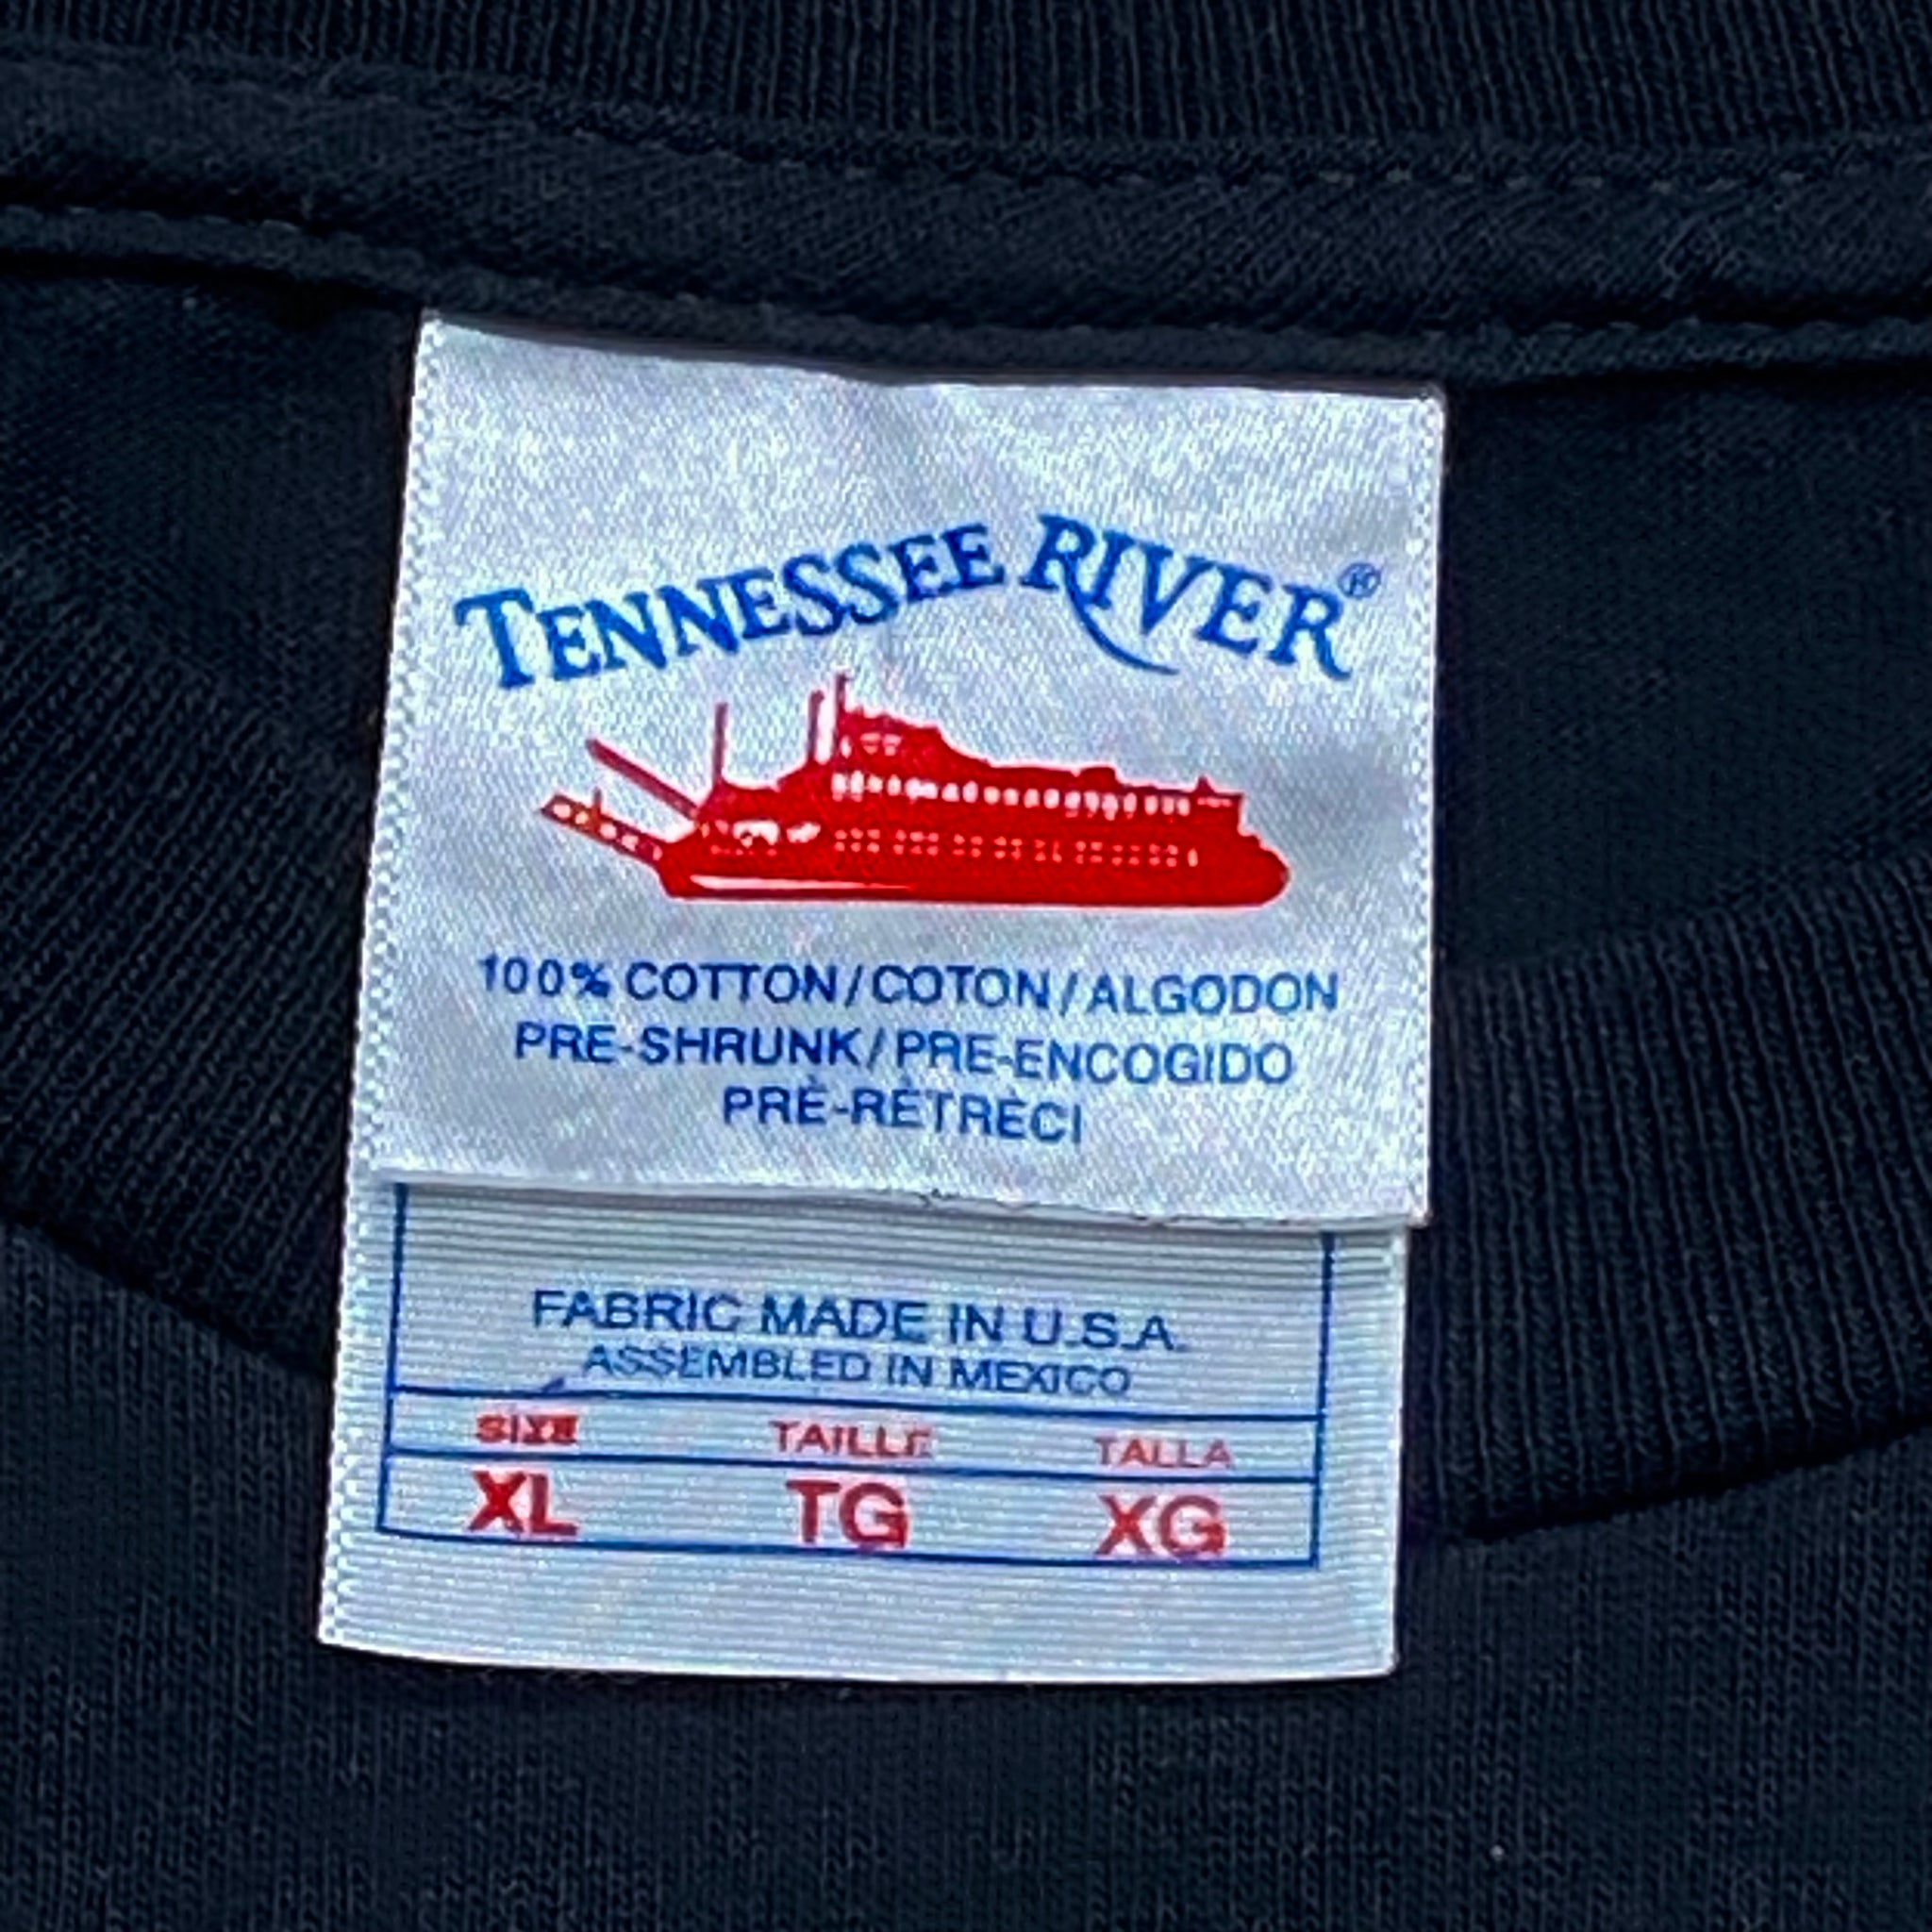 TENNESSEE RIVER®
100% COTTON/COTON/ALGODON
PRE-SHRUNK/PRE-ENCOGIDO
PRÈ-RÈTRÈCI
FABRIC MADE IN U.S.A.
ASSEMBLED IN MEXICO
SIZE TAILLE TALLA
XL TG XG